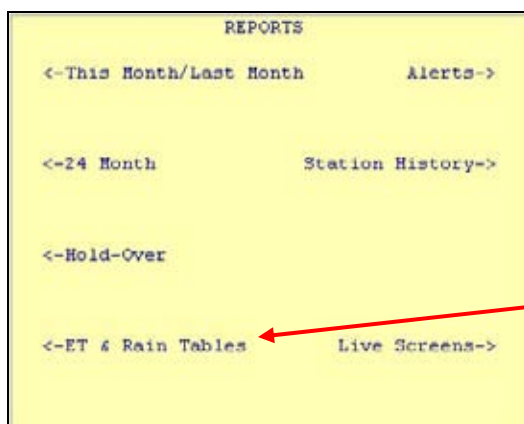 REPORTS
<-This Month/Last Month Alerts->
<-24 Month Station History->
<-Hold-Over
<-ET & Rain Tables Live Screens->